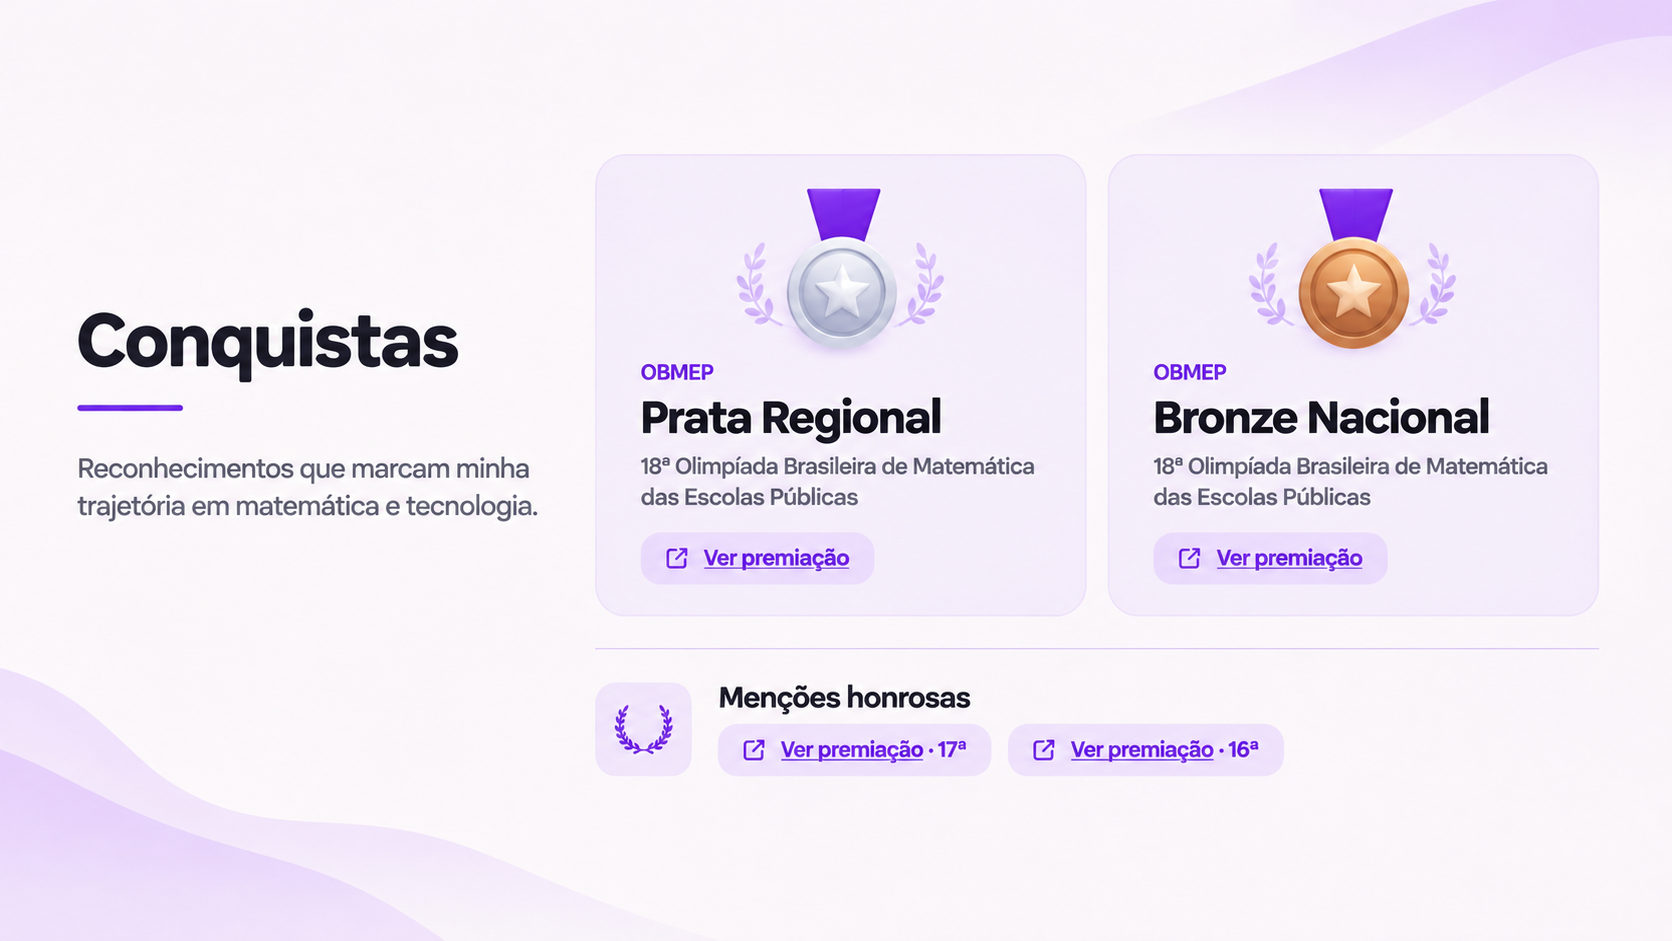 Conquistas
Reconhecimentos que marcam minha
trajetória em matemática e tecnologia.
OBMEP
Prata Regional
18ª Olimpíada Brasileira de Matemática
das Escolas Públicas
Ver premiação
OBMEP
Bronze Nacional
18ª Olimpíada Brasileira de Matemática
das Escolas Públicas
Ver premiação
Menções honrosas
Ver premiação · 17ª
Ver premiação · 16ª